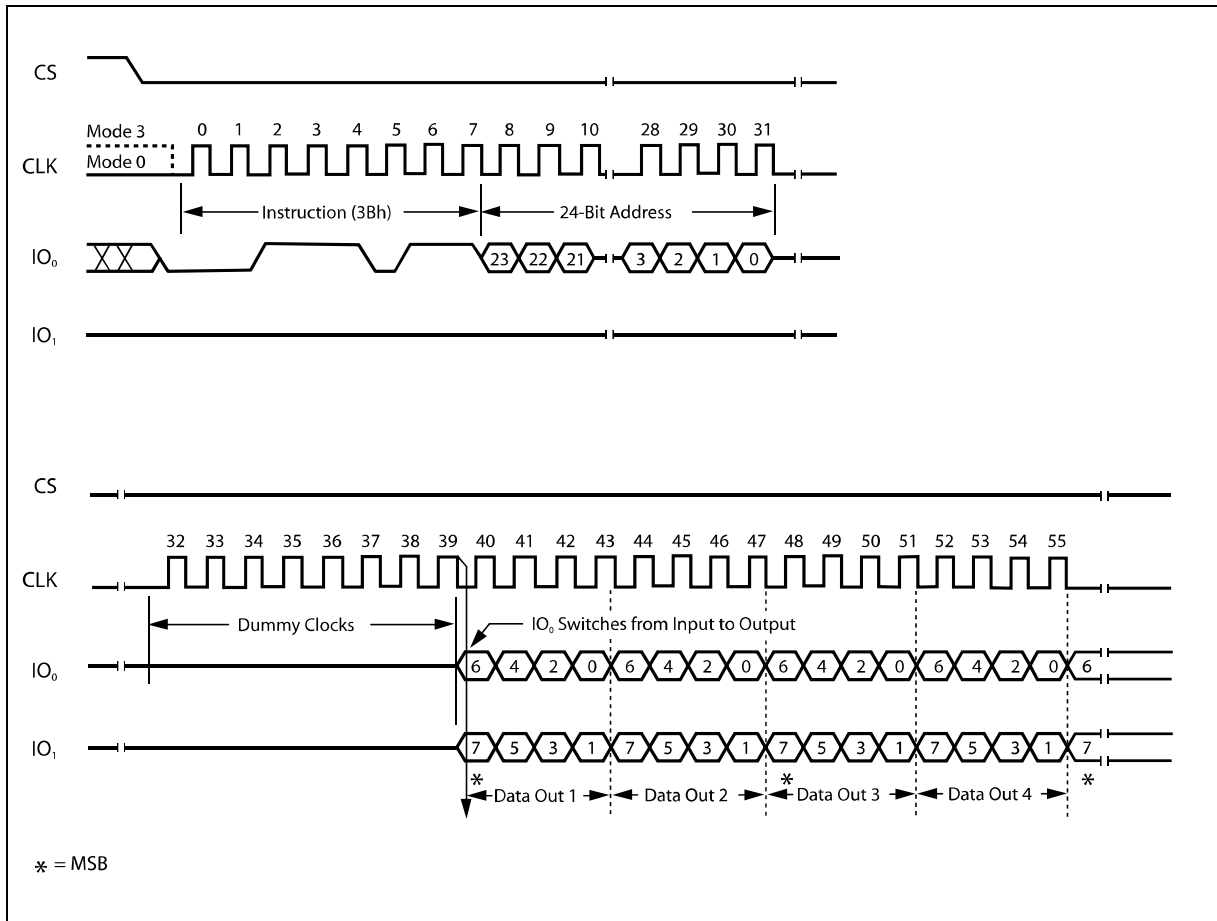 CS
Mode 3
0 1 2 3 4 5 6 7 8 9 10 28 29 30 31
CLK
Mode 0
Instruction (3Bh) 24-Bit Address
IO₀ 23 22 21 3 2 1 0
IO₁
CS
32 33 34 35 36 37 38 39 40 41 42 43 44 45 46 47 48 49 50 51 52 53 54 55
CLK
Dummy Clocks IO₀ Switches from Input to Output
IO₀ 6 4 2 0 6 4 2 0 6 4 2 0 6 4 2 0 6
IO₁ 7 5 3 1 7 5 3 1 7 5 3 1 7 5 3 1 7
* * *
Data Out 1 Data Out 2 Data Out 3 Data Out 4
* = MSB